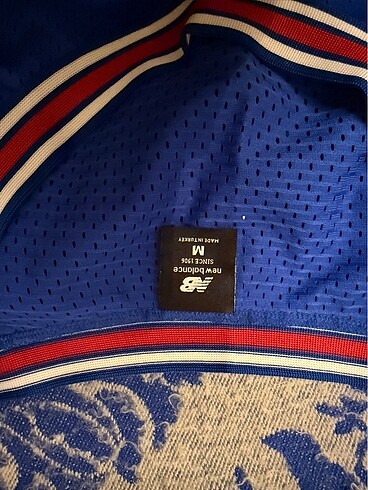 NB
new balance
SINCE 1906
M
MADE IN TURKEY